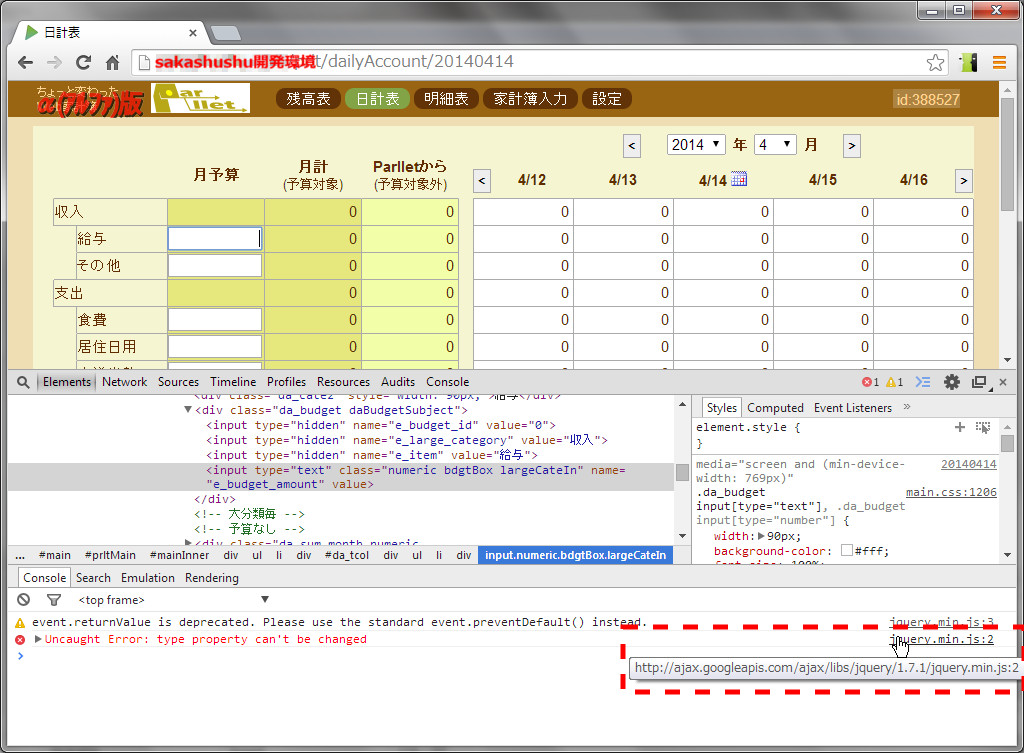 日計表
sakashushu開発環境t/dailyAccount/20140414
ちょっと変わった
α(アルファ)版
Par
llet
残高表 日計表 明細表 家計簿入力 設定
id:388527
< 2014 年 4 月 >
月予算 月計 Parlletから
(予算対象) (予算対象外)
< 4/12 4/13 4/14 4/15 4/16 >
収入 0 0 0 0 0 0 0
給与 0 0 0 0 0 0 0
その他 0 0 0 0 0 0 0
支出 0 0 0 0 0 0 0
食費 0 0 0 0 0 0 0
居住日用 0 0 0 0 0 0 0
Elements Network Sources Timeline Profiles Resources Audits Console 1 1
<div class="da_cate2" style="width: 90px;">給与</div>
▼<div class="da_budget daBudgetSubject">
<input type="hidden" name="e_budget_id" value="0">
<input type="hidden" name="e_large_category" value="収入">
<input type="hidden" name="e_item" value="給与">
<input type="text" class="numeric bdgtBox largeCateIn" name=
"e_budget_amount" value>
</div>
<!-- 大分類毎 -->
<!-- 予算なし -->
▶<div class="da_sum_month numeric
... #main #prltMain #mainInner div ul li div #da_tcol div ul li div input.numeric.bdgtBox.largeCateIn
Styles Computed Event Listeners »
element.style {
}
media="screen and (min-device-width: 769px)" 20140414
.da_budget main.css:1206
input[type="text"], .da_budget
input[type="number"] {
width:▶90px;
background-color: #fff;
font-size: 100%;
Console Search Emulation Rendering
<top frame> ▼
event.returnValue is deprecated. Please use the standard event.preventDefault() instead. jquery.min.js:3
▶Uncaught Error: type property can't be changed jquery.min.js:2
>
http://ajax.googleapis.com/ajax/libs/jquery/1.7.1/jquery.min.js:2